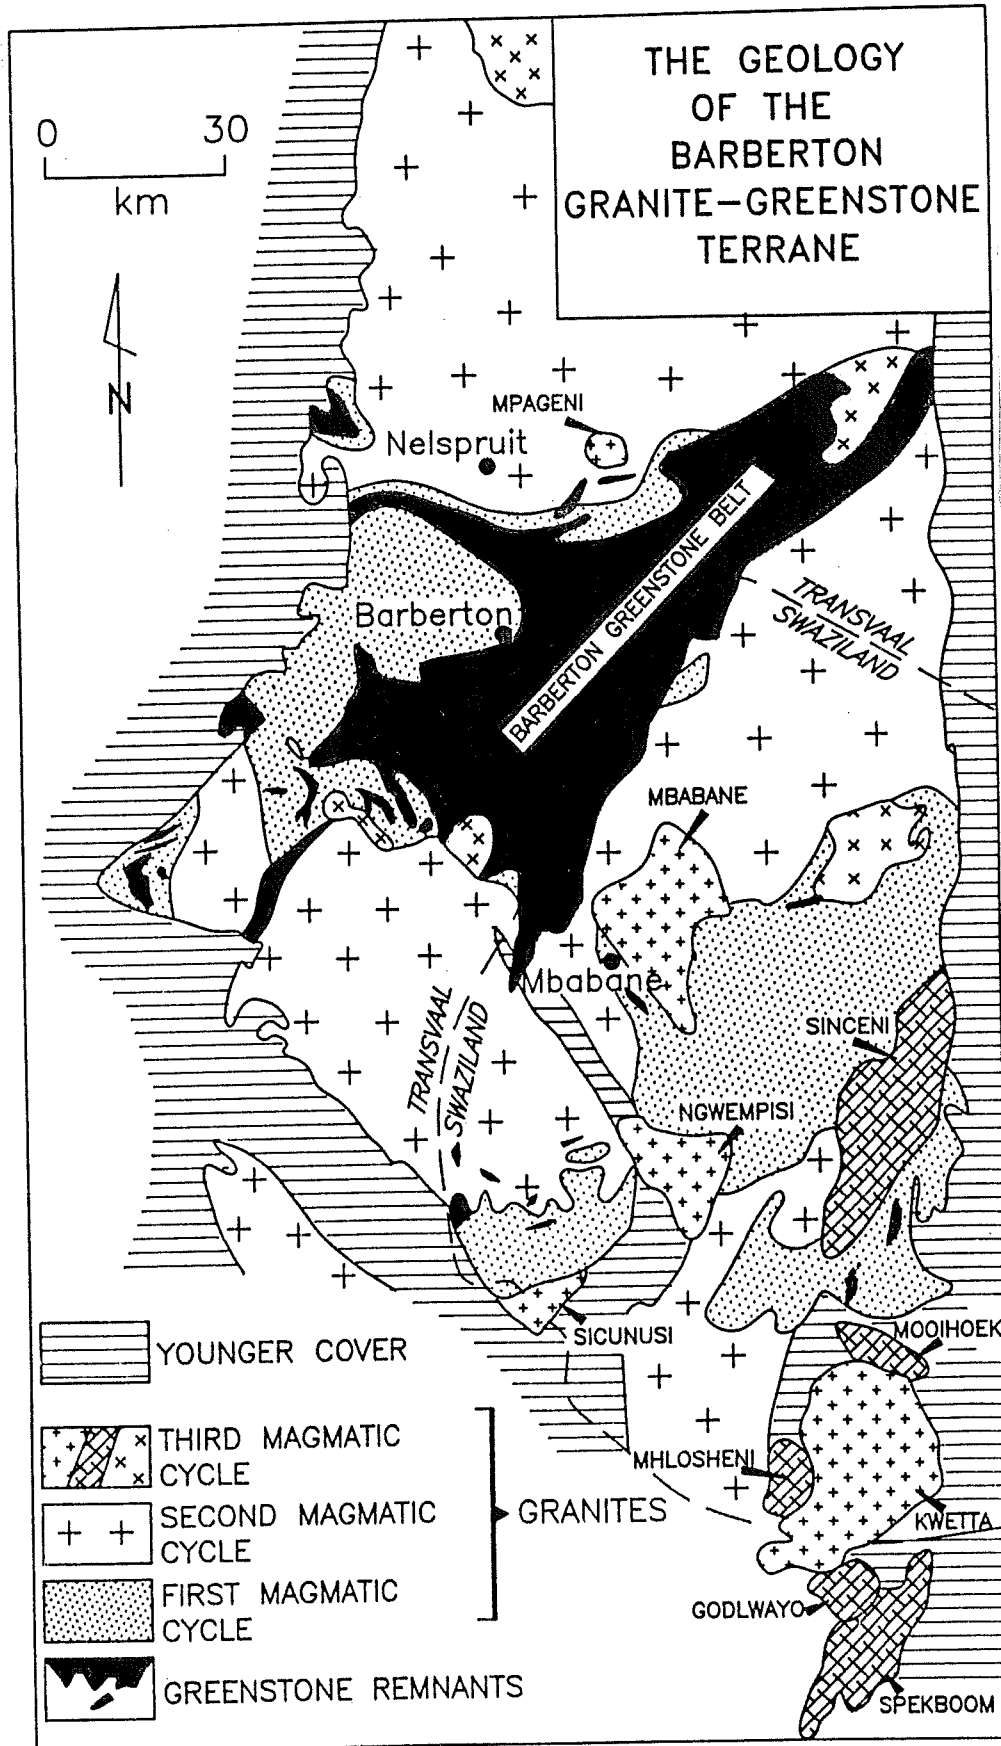 THE GEOLOGY
OF THE
BARBERTON
GRANITE–GREENSTONE
TERRANE
0 30
km
N
MPAGENI
Nelspruit
BARBERTON GREENSTONE BELT
TRANSVAAL
SWAZILAND
Barberton
MBABANE
Mbabane
TRANSVAAL
SWAZILAND
SINCENI
NGWEMPISI
SICUNUSI
MOOIHOEK
MHLOSHENI
KWETTA
GODLWAYO
SPEKBOOM
YOUNGER COVER
THIRD MAGMATIC
CYCLE
SECOND MAGMATIC
CYCLE
GRANITES
FIRST MAGMATIC
CYCLE
GREENSTONE REMNANTS